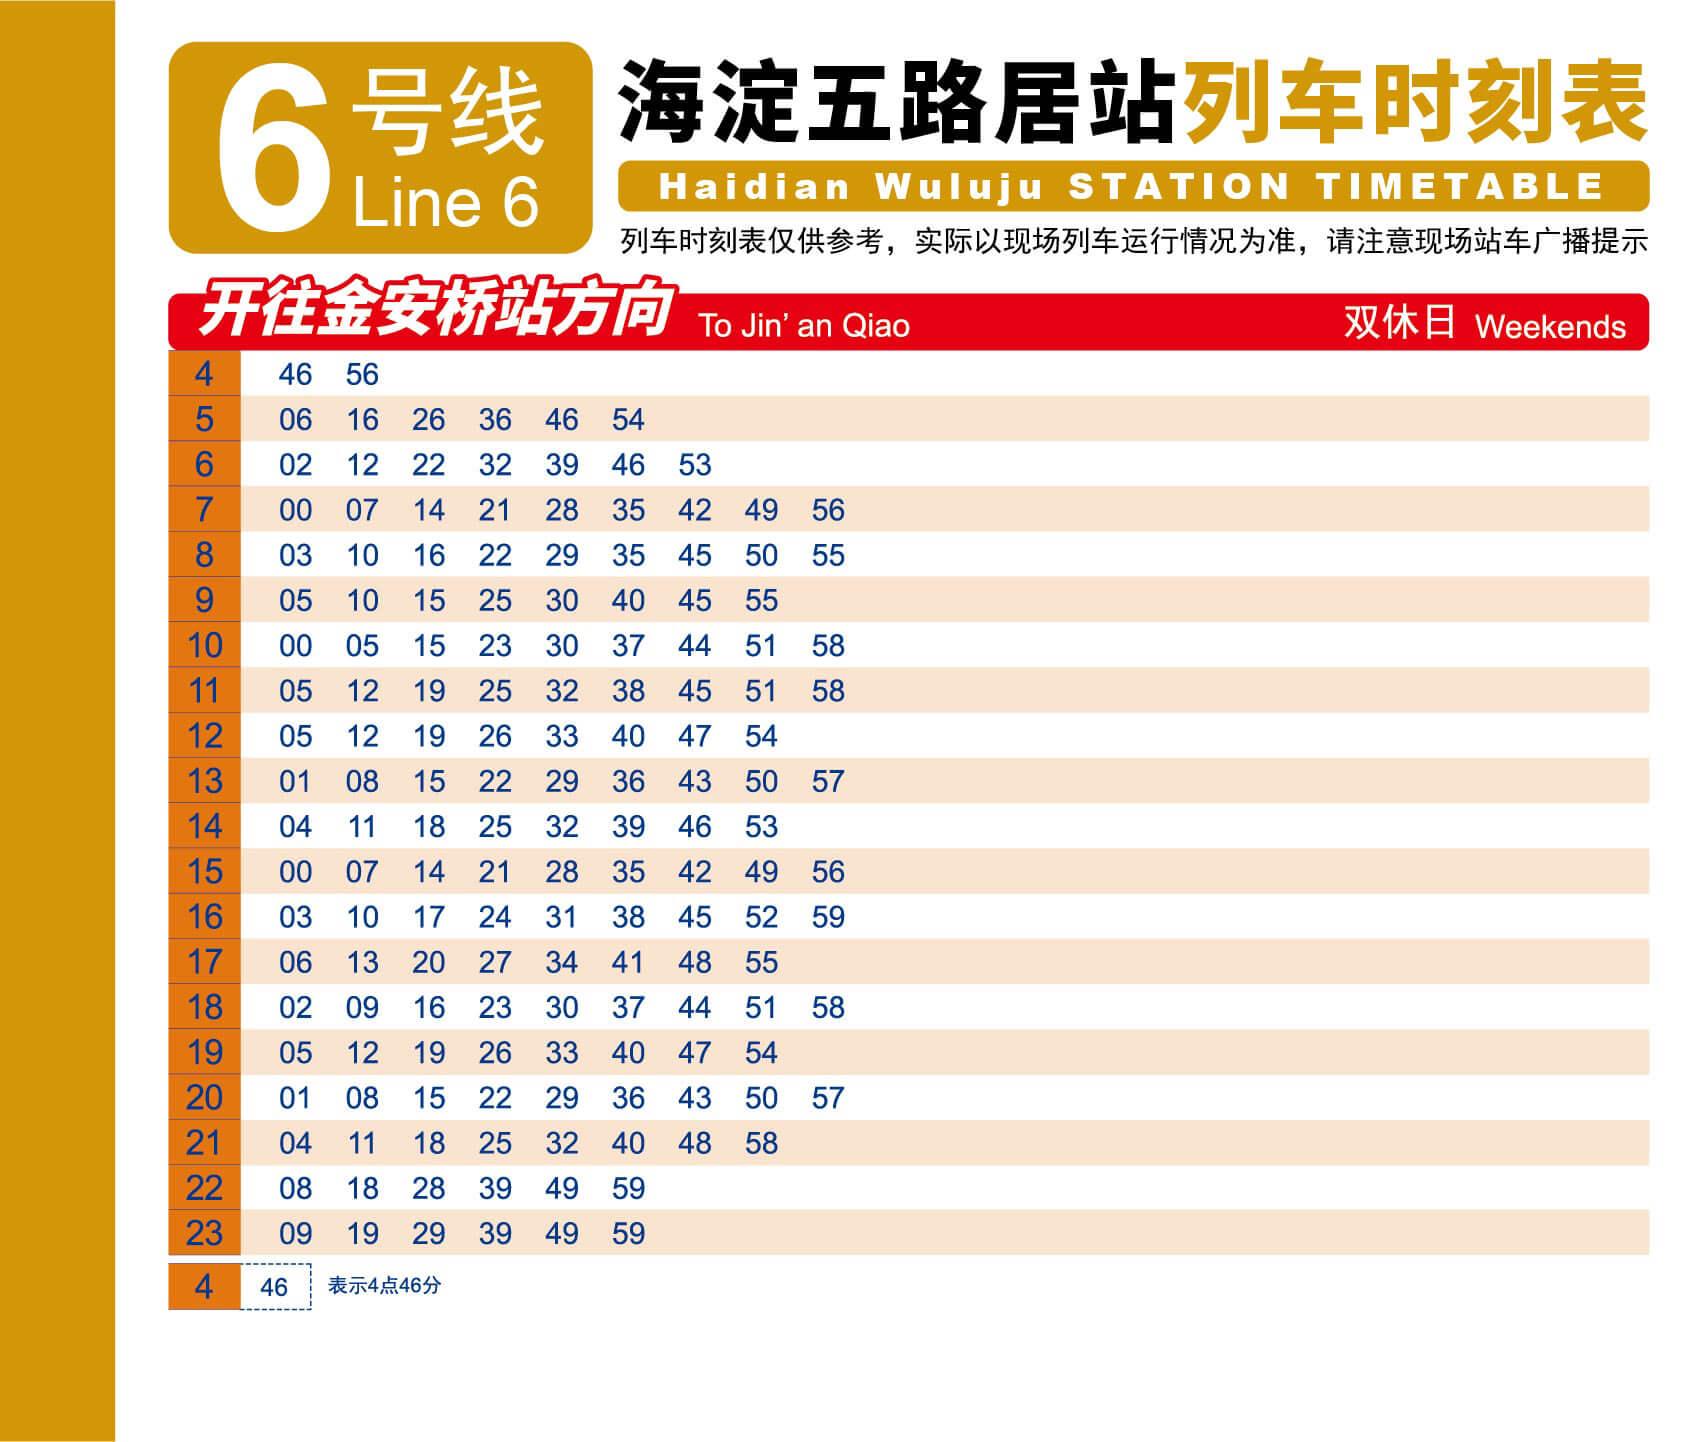 6号线
Line 6
海淀五路居站列车时刻表
Haidian Wuluju STATION TIMETABLE
列车时刻表仅供参考，实际以现场列车运行情况为准，请注意现场站车广播提示
开往金安桥站方向 To Jin’ an Qiao 双休日 Weekends
4 46 56
5 06 16 26 36 46 54
6 02 12 22 32 39 46 53
7 00 07 14 21 28 35 42 49 56
8 03 10 16 22 29 35 45 50 55
9 05 10 15 25 30 40 45 55
10 00 05 15 23 30 37 44 51 58
11 05 12 19 25 32 38 45 51 58
12 05 12 19 26 33 40 47 54
13 01 08 15 22 29 36 43 50 57
14 04 11 18 25 32 39 46 53
15 00 07 14 21 28 35 42 49 56
16 03 10 17 24 31 38 45 52 59
17 06 13 20 27 34 41 48 55
18 02 09 16 23 30 37 44 51 58
19 05 12 19 26 33 40 47 54
20 01 08 15 22 29 36 43 50 57
21 04 11 18 25 32 40 48 58
22 08 18 28 39 49 59
23 09 19 29 39 49 59
4 46 表示4点46分